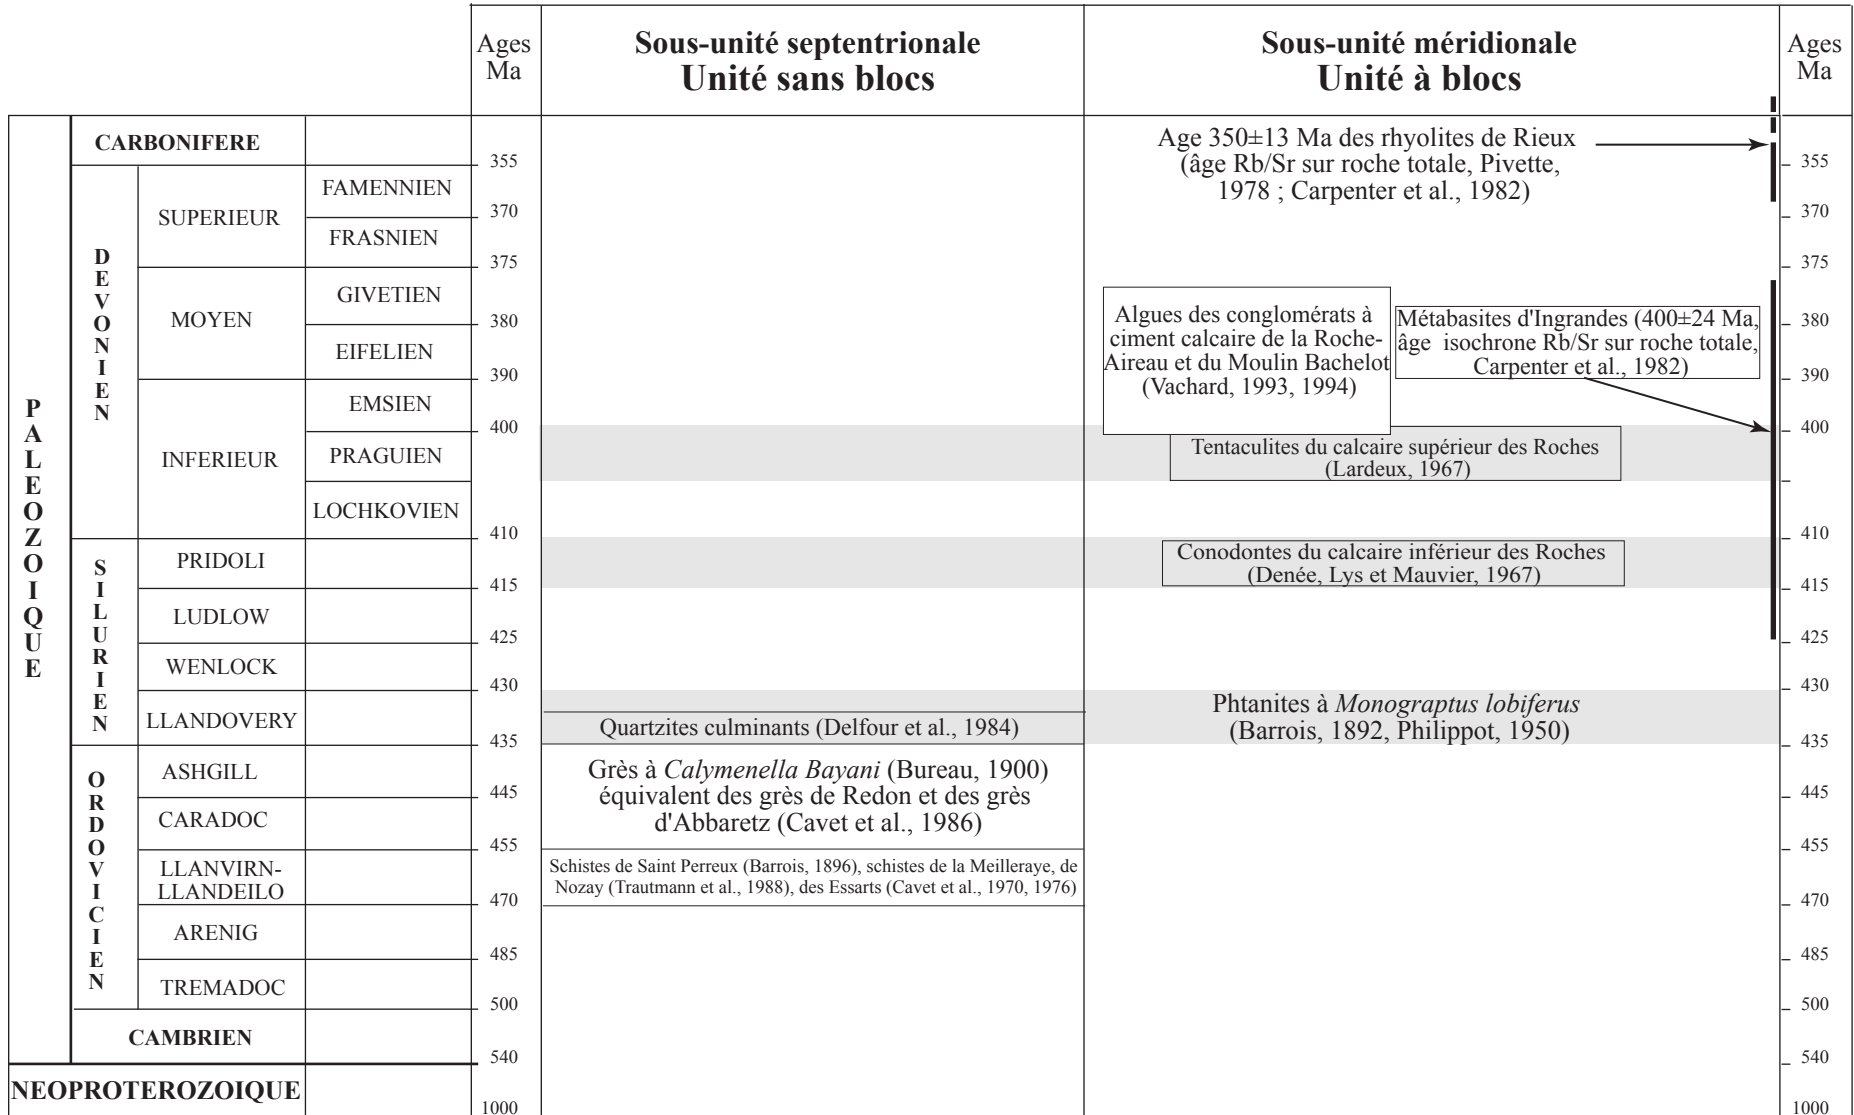 Ages
Ma
Sous-unité septentrionale
Unité sans blocs
Sous-unité méridionale
Unité à blocs
Ages
Ma
PALEOZOIQUE
CARBONIFERE
DEVONIEN
SUPERIEUR
FAMENNIEN
FRASNIEN
MOYEN
GIVETIEN
EIFELIEN
INFERIEUR
EMSIEN
PRAGUIEN
LOCHKOVIEN
SILURIEN
PRIDOLI
LUDLOW
WENLOCK
LLANDOVERY
ORDOVICIEN
ASHGILL
CARADOC
LLANVIRN-
LLANDEILO
ARENIG
TREMADOC
CAMBRIEN
NEOPROTEROZOIQUE
355
370
375
380
390
400
410
415
425
430
435
445
455
470
485
500
540
1000
Quartzites culminants (Delfour et al., 1984)
Grès à Calymenella Bayani (Bureau, 1900)
équivalent des grès de Redon et des grès
d'Abbaretz (Cavet et al., 1986)
Schistes de Saint Perreux (Barrois, 1896), schistes de la Meilleraye, de
Nozay (Trautmann et al., 1988), des Essarts (Cavet et al., 1970, 1976)
Age 350±13 Ma des rhyolites de Rieux
(âge Rb/Sr sur roche totale, Pivette,
1978 ; Carpenter et al., 1982)
Algues des conglomérats à
ciment calcaire de la Roche-
Aireau et du Moulin Bachelot
(Vachard, 1993, 1994)
Métabasites d'Ingrandes (400±24 Ma,
âge isochrone Rb/Sr sur roche totale,
Carpenter et al., 1982)
Tentaculites du calcaire supérieur des Roches
(Lardeux, 1967)
Conodontes du calcaire inférieur des Roches
(Denée, Lys et Mauvier, 1967)
Phtanites à Monograptus lobiferus
(Barrois, 1892, Philippot, 1950)
355
370
375
380
390
400
410
415
425
430
435
445
455
470
485
500
540
1000